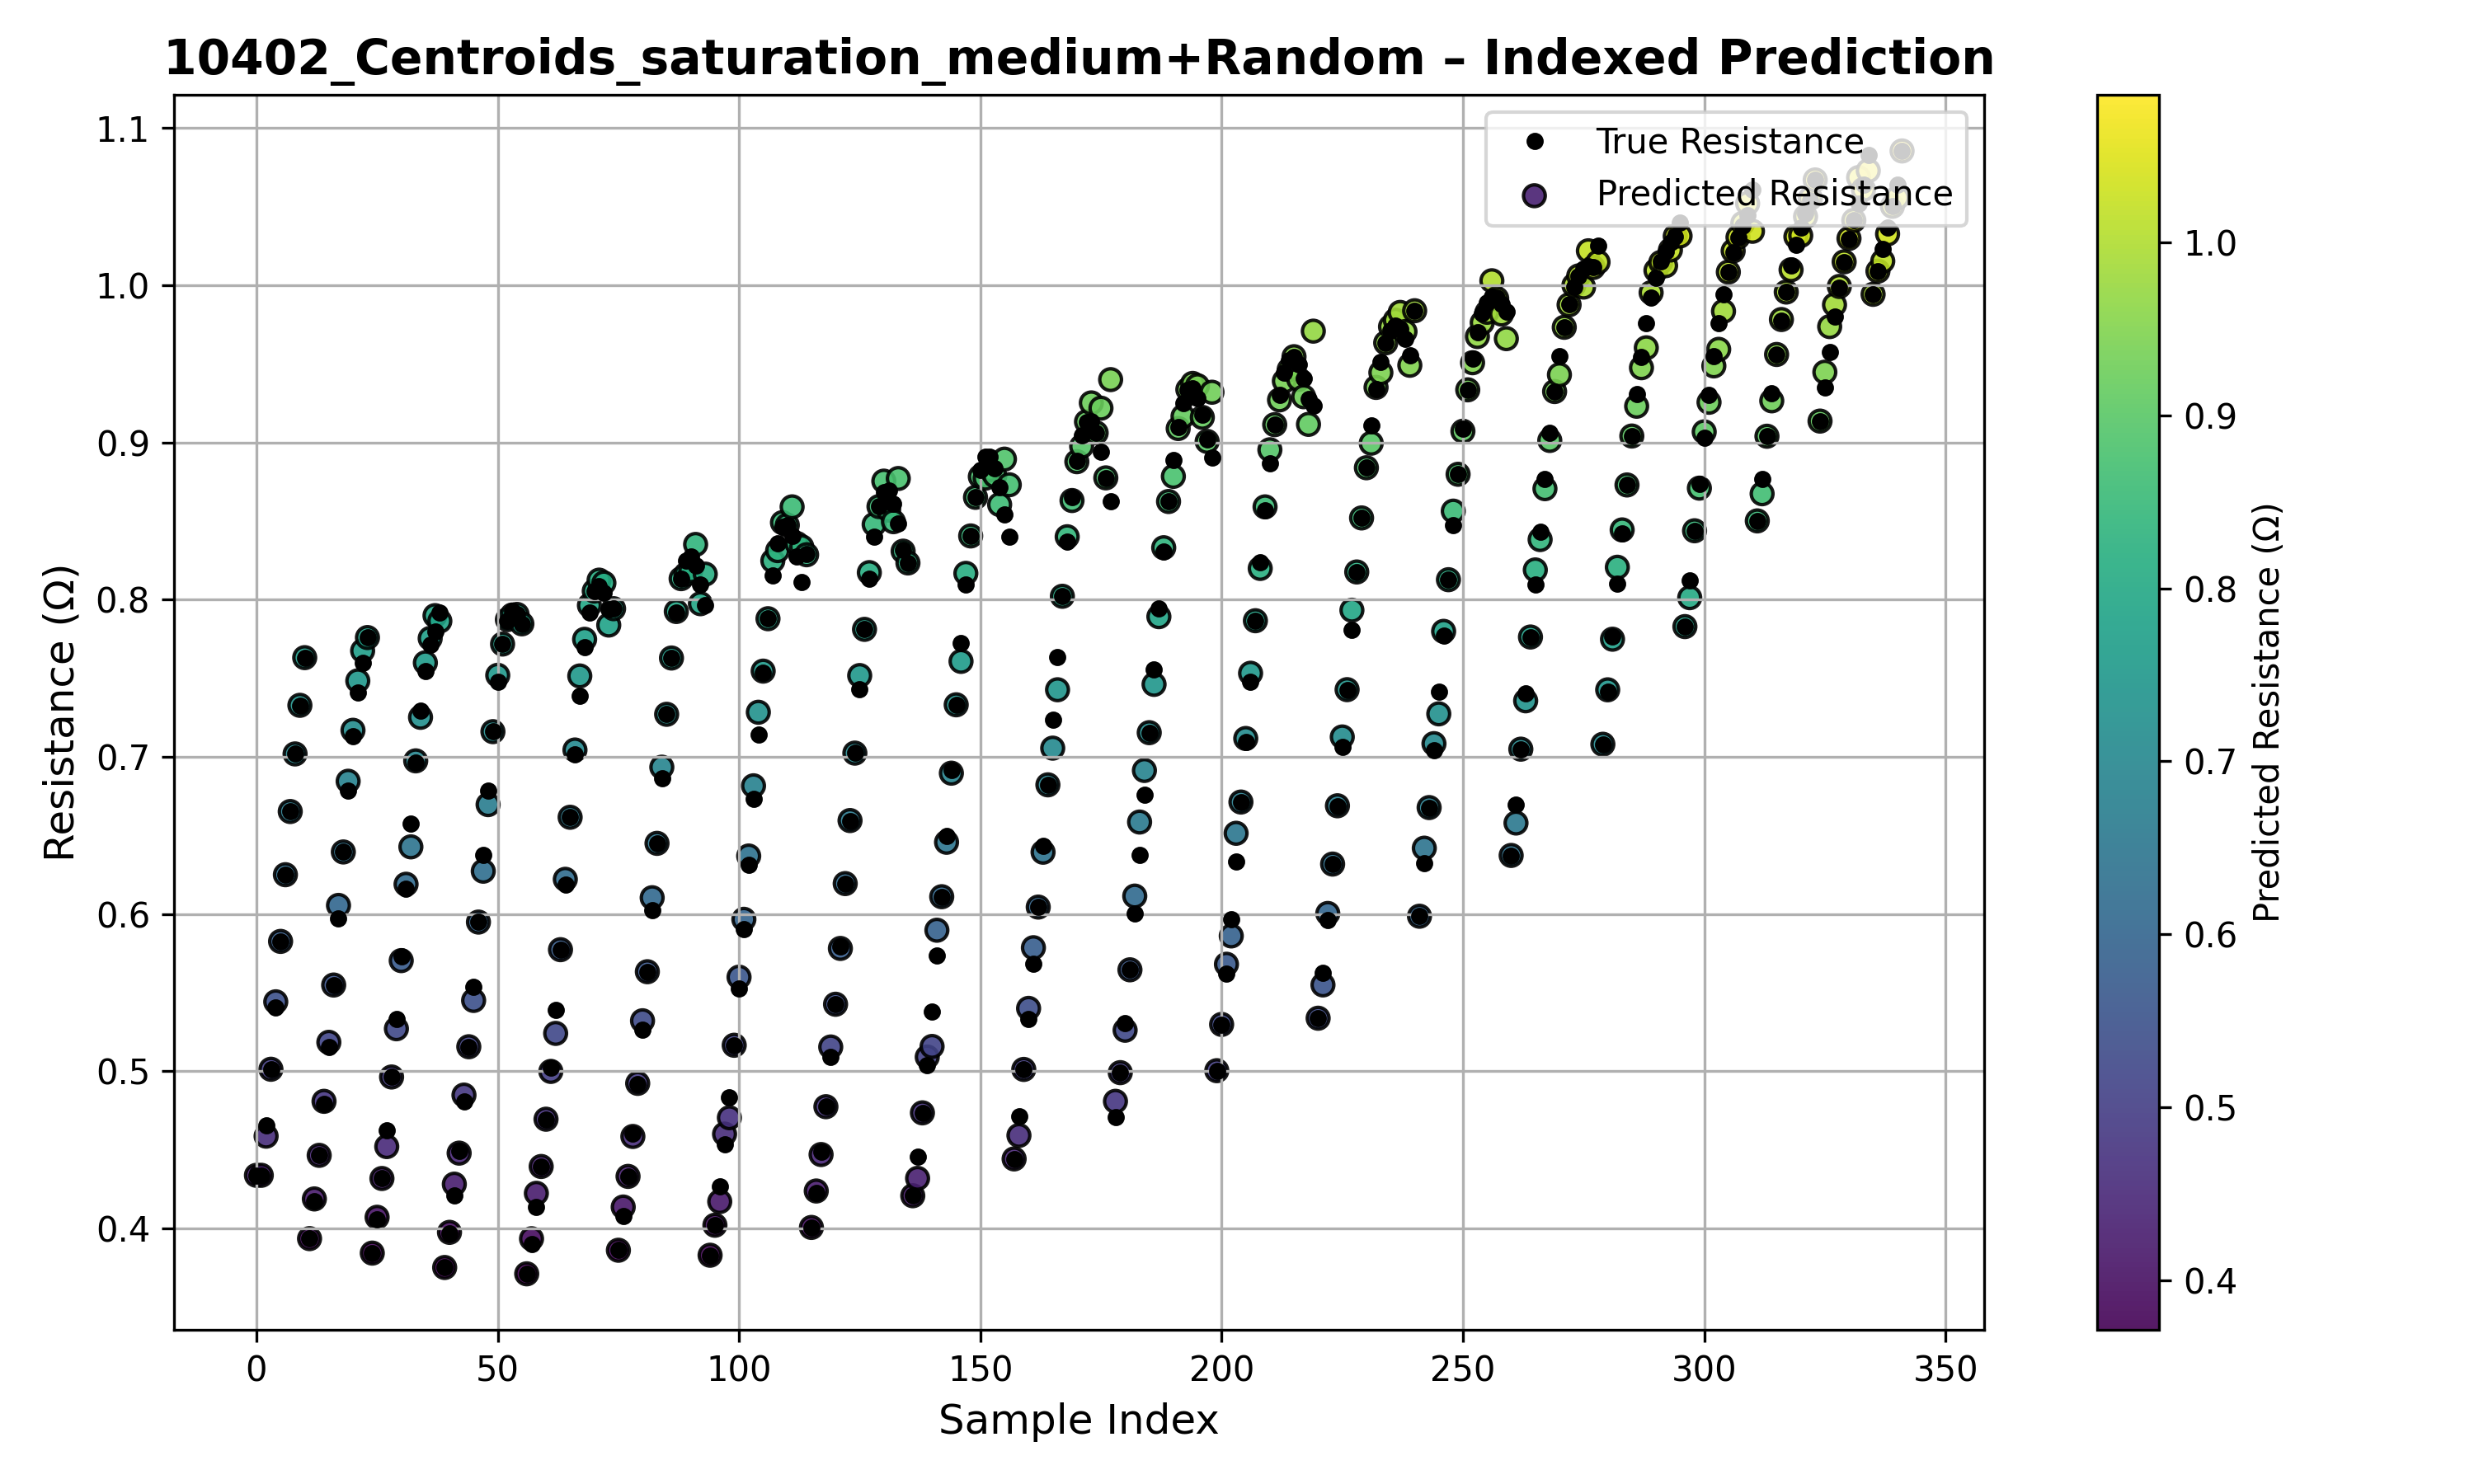 10402_Centroids_saturation_medium+Random – Indexed Prediction
True Resistance
Predicted Resistance
Resistance (Ω)
1.1
1.0
0.9
0.8
0.7
0.6
0.5
0.4
0 50 100 150 200 250 300 350
Sample Index
1.0
0.9
0.8
0.7
0.6
0.5
0.4
Predicted Resistance (Ω)